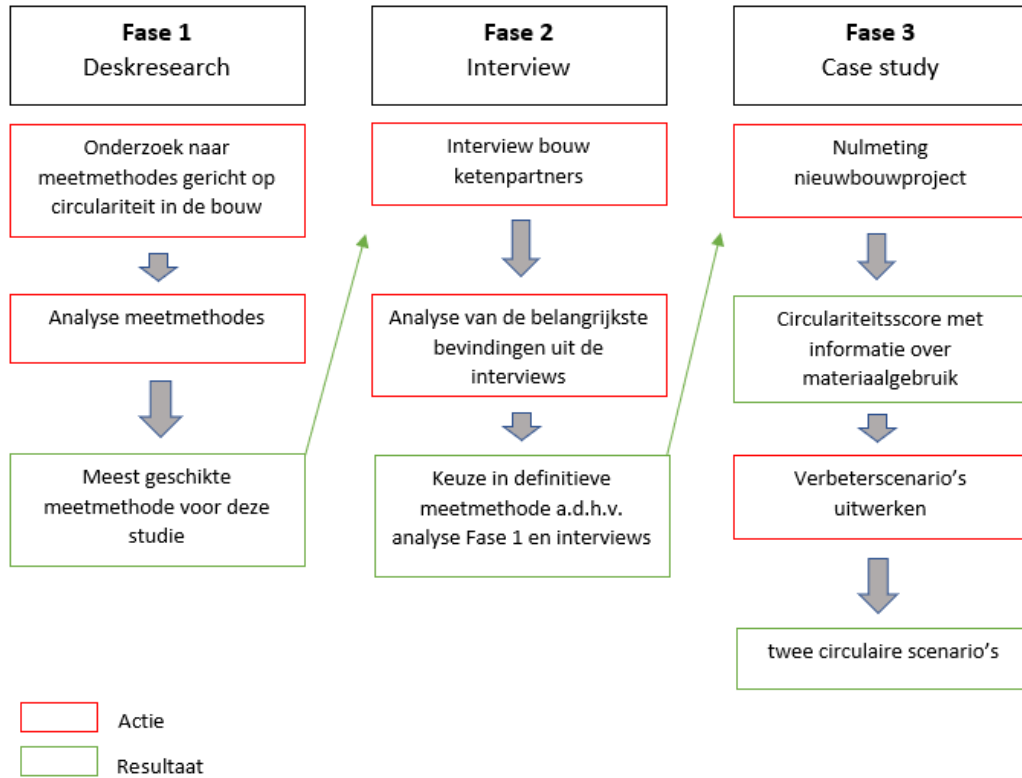 Fase 1
Deskresearch
Onderzoek naar
meetmethodes gericht op
circulariteit in de bouw
Analyse meetmethodes
Meest geschikte
meetmethode voor deze
studie
Fase 2
Interview
Interview bouw
ketenpartners
Analyse van de belangrijkste
bevindingen uit de
interviews
Keuze in definitieve
meetmethode a.d.h.v.
analyse Fase 1 en interviews
Fase 3
Case study
Nulmeting
nieuwbouwproject
Circulariteitsscore met
informatie over
materiaalgebruik
Verbeterscenario's
uitwerken
twee circulaire scenario's
Actie
Resultaat